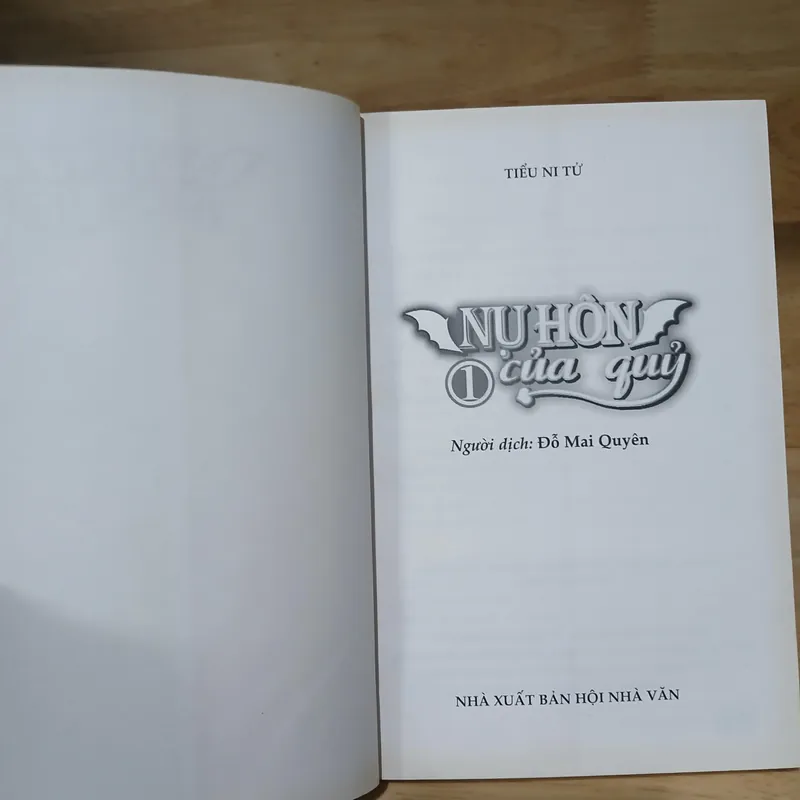 TIỂU NI TỬ
NỤ HÔN
1 của quỷ
Người dịch: Đỗ Mai Quyên
NHÀ XUẤT BẢN HỘI NHÀ VĂN